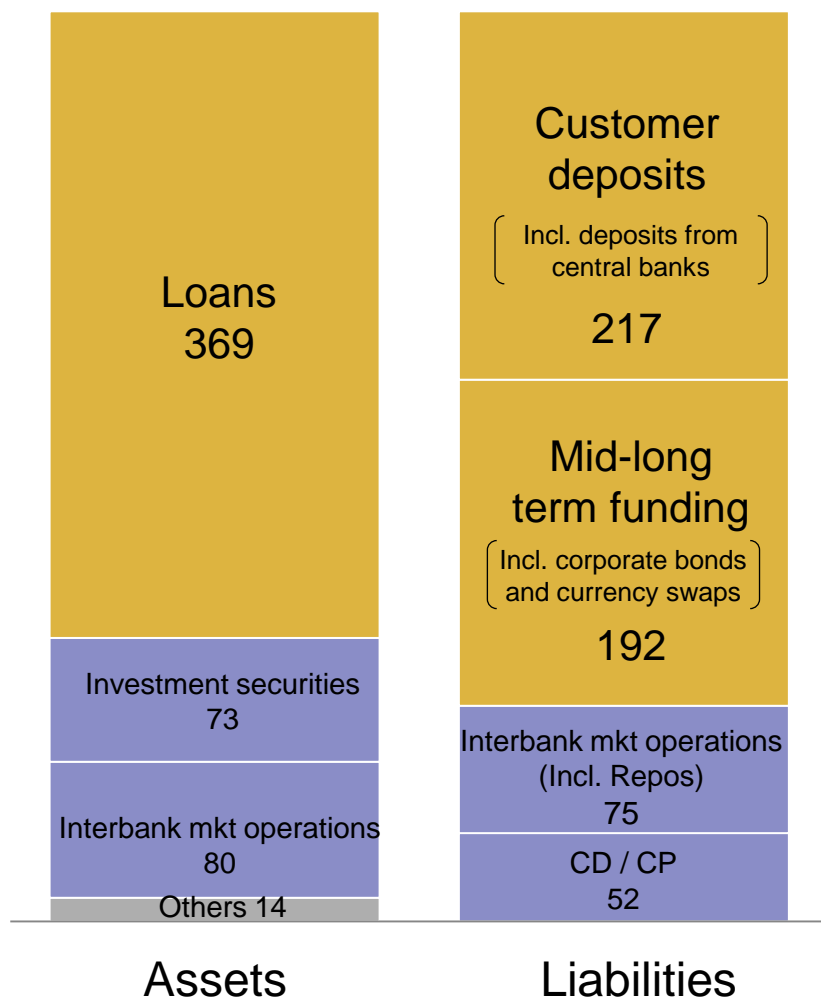 Loans
369
Investment securities
73
Interbank mkt operations
80
Others 14
Assets
Customer
deposits
Incl. deposits from
central banks
217
Mid-long
term funding
Incl. corporate bonds
and currency swaps
192
Interbank mkt operations
(Incl. Repos)
75
CD / CP
52
Liabilities